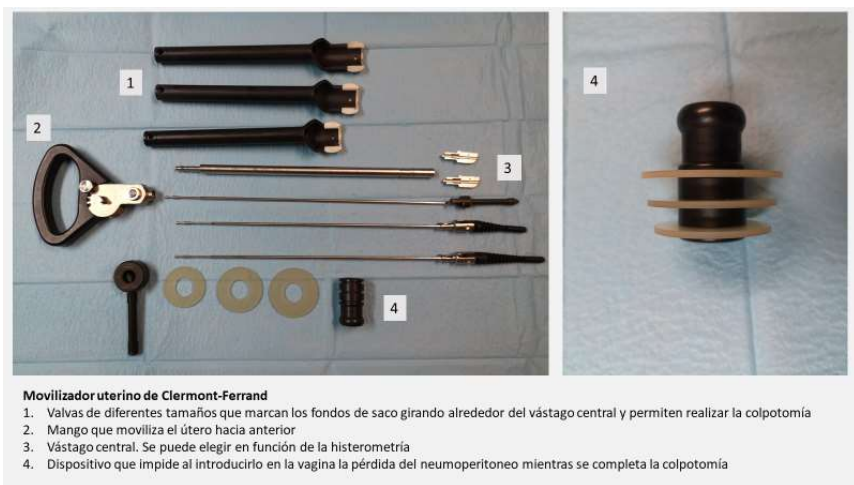 1
2
3
4
4
Movilizador uterino de Clermont-Ferrand
1. Valvas de diferentes tamaños que marcan los fondos de saco girando alrededor del vástago central y permiten realizar la colpotomía
2. Mango que moviliza el útero hacia anterior
3. Vástago central. Se puede elegir en función de la histerometría
4. Dispositivo que impide al introducirlo en la vagina la pérdida del neumoperitoneo mientras se completa la colpotomía